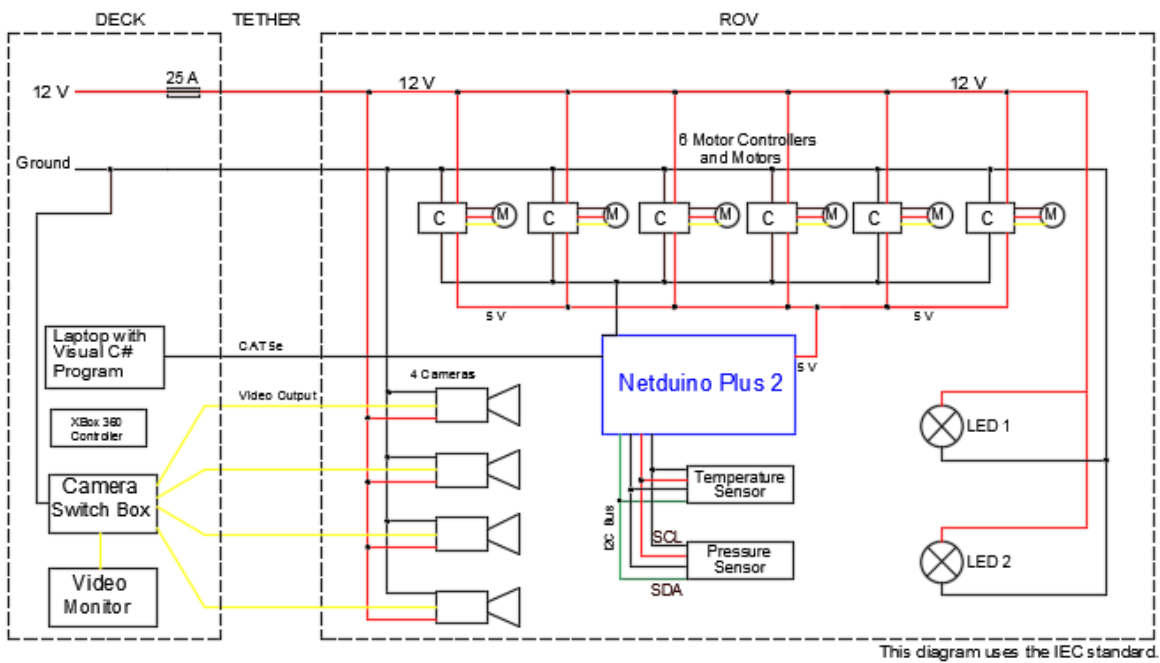 DECK
TETHER
ROV
12 V
25 A
12 V
12 V
Ground
6 Motor Controllers
and Motors
C
M
C
M
C
M
C
M
C
M
C
M
5 V
5 V
Laptop with
Visual C#
Program
CAT5e
Netduino Plus 2
5 V
4 Cameras
Video Output
XBox 360
Controller
LED 1
Camera
Switch Box
Temperature
Sensor
I2C Bus
SCL
Pressure
Sensor
SDA
LED 2
Video
Monitor
This diagram uses the IEC standard.